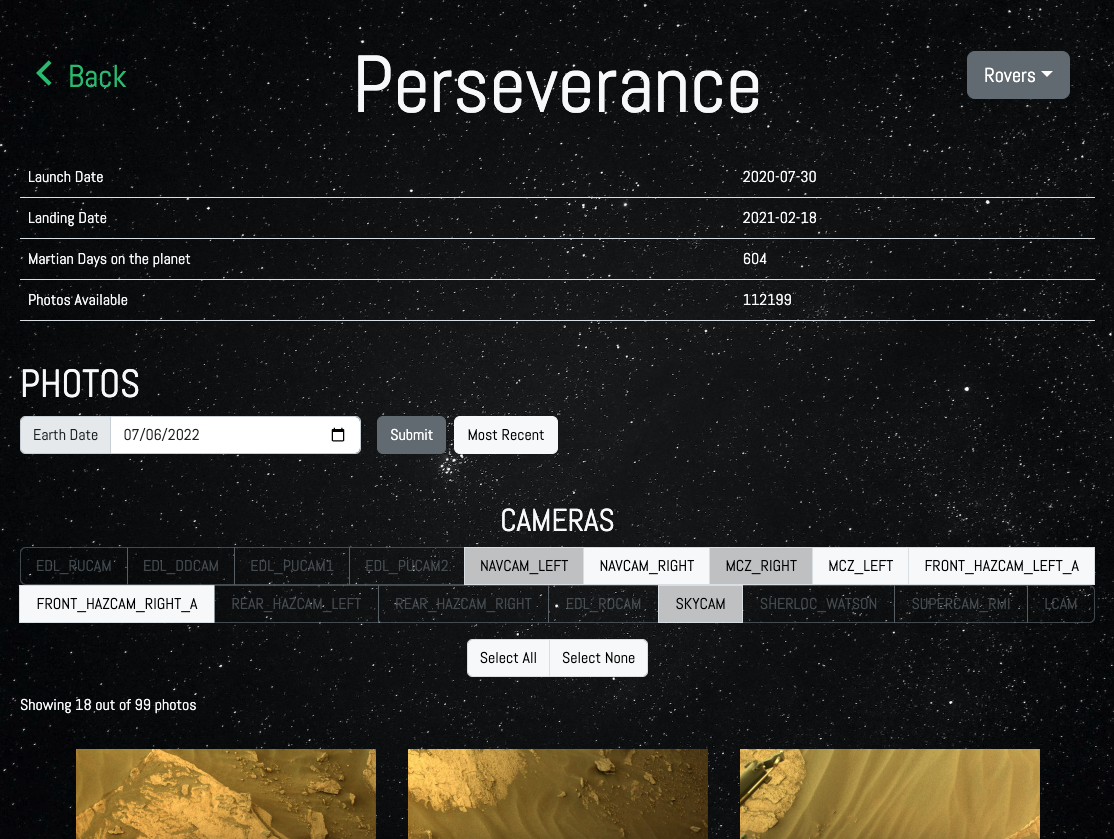 Back
Perseverance
Rovers
Launch Date 2020-07-30
Landing Date 2021-02-18
Martian Days on the planet 604
Photos Available 112199
PHOTOS
Earth Date 07/06/2022 Submit Most Recent
CAMERAS
EDL_RUCAM EDL_DDCAM EDL_PUCAM1 EDL_PUCAM2 NAVCAM_LEFT NAVCAM_RIGHT MCZ_RIGHT MCZ_LEFT FRONT_HAZCAM_LEFT_A
FRONT_HAZCAM_RIGHT_A REAR_HAZCAM_LEFT REAR_HAZCAM_RIGHT EDL_RDCAM SKYCAM SHERLOC_WATSON SUPERCAM_RMI LCAM
Select All Select None
Showing 18 out of 99 photos